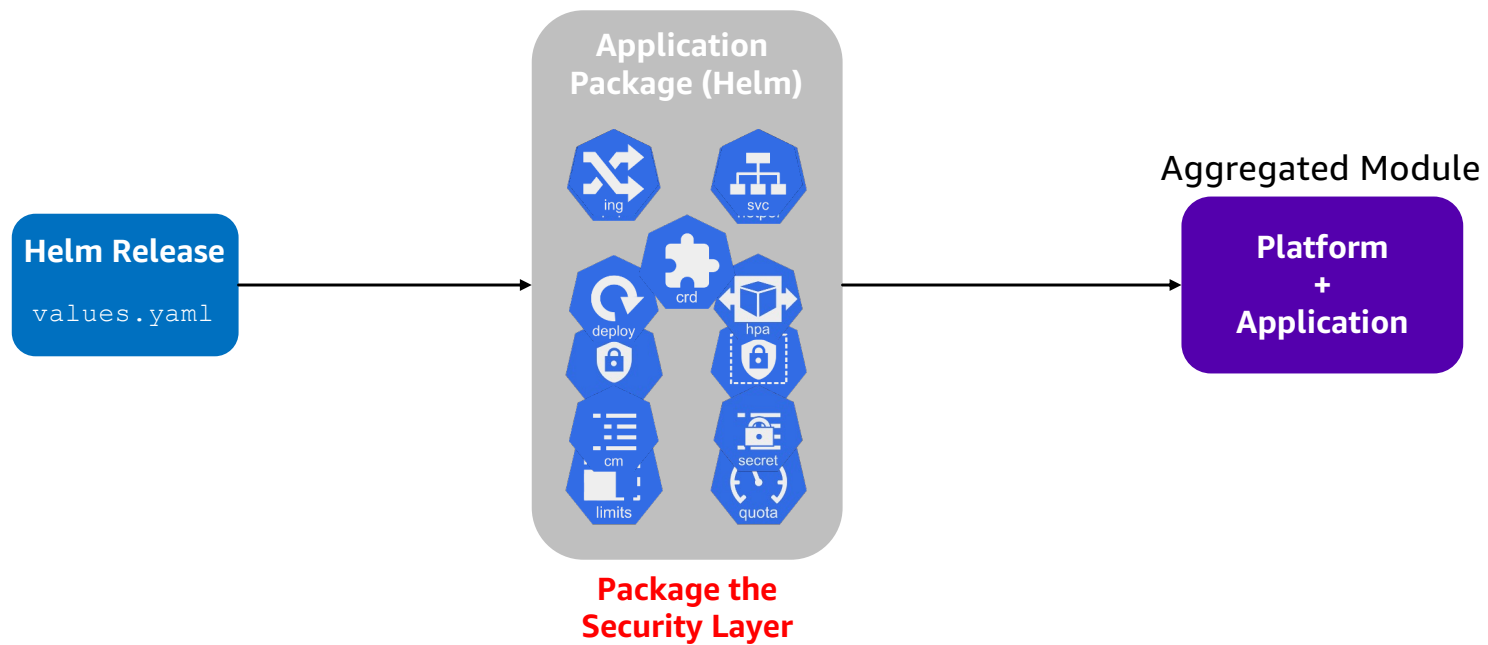 Application
Package (Helm)
ing
svc
Aggregated Module
Helm Release
values.yaml
crd
deploy
hpa
Platform
+
Application
cm
secret
limits
quota
Package the
Security Layer